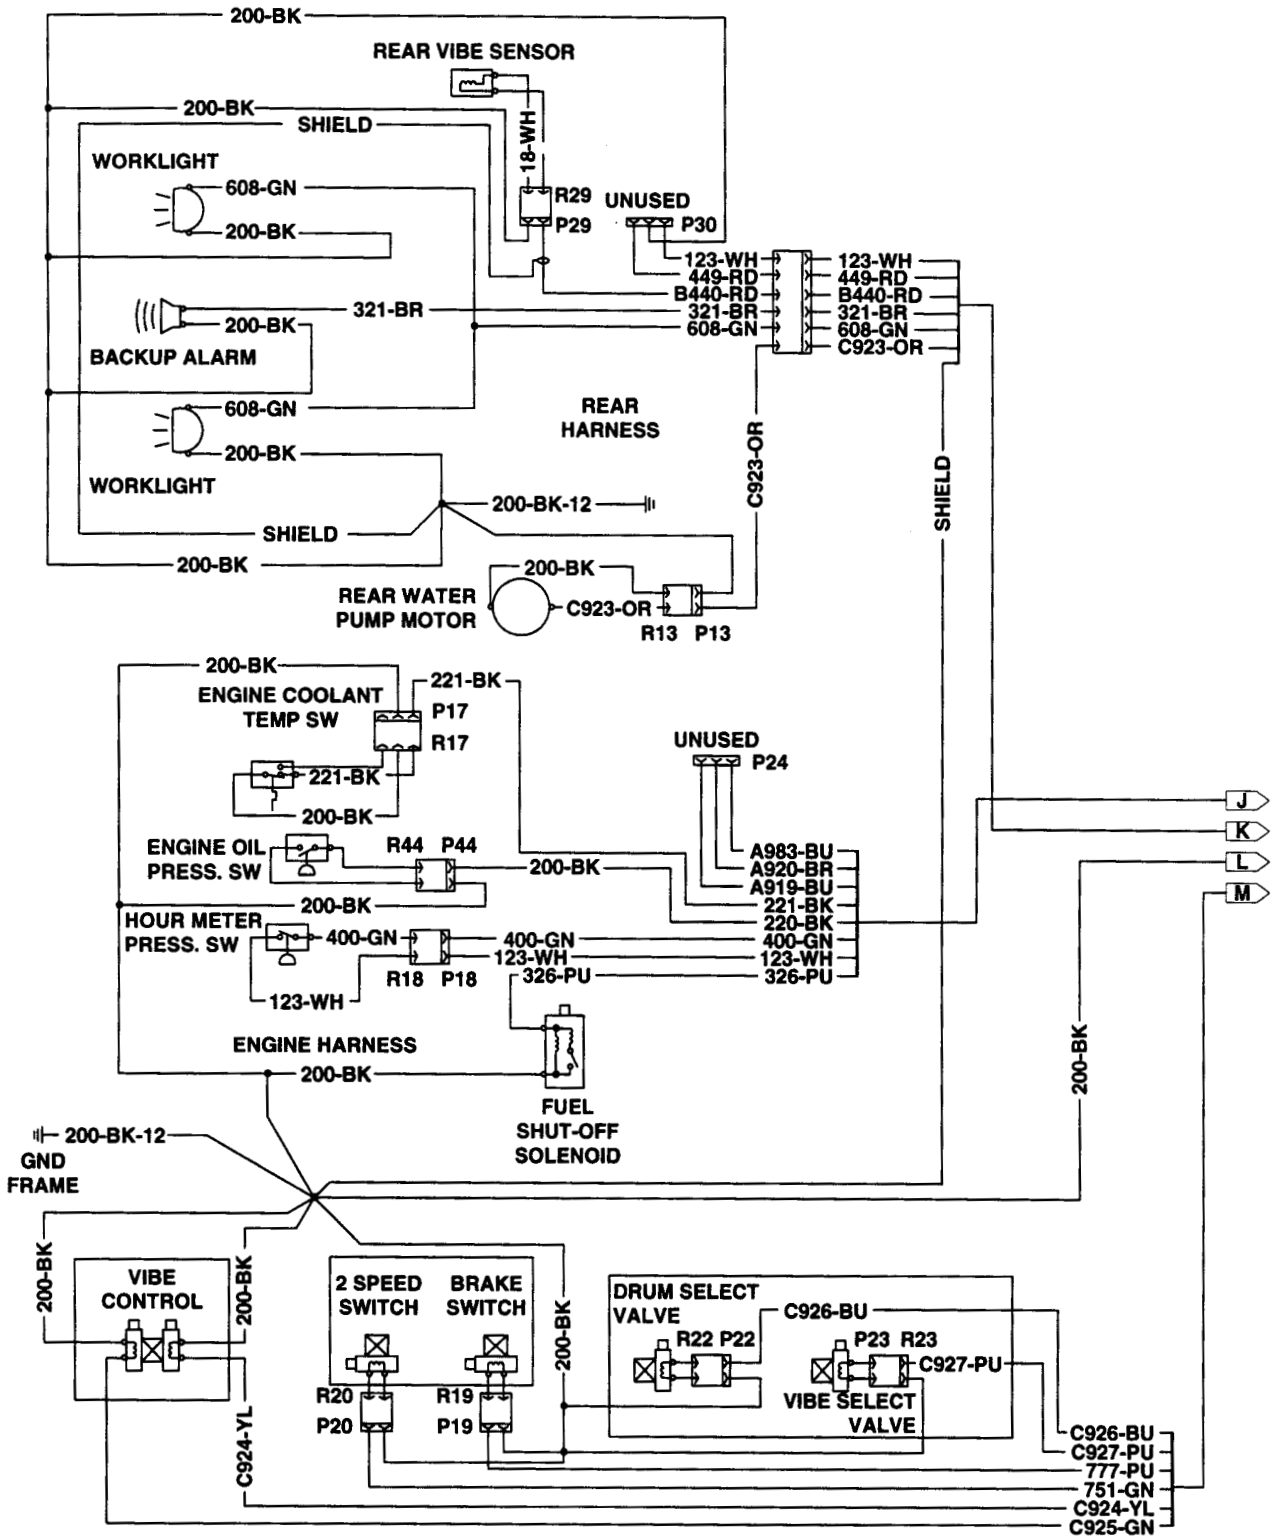 200-BK
REAR VIBE SENSOR
200-BK
SHIELD
18-WH
WORKLIGHT
608-GN
200-BK
R29
P29
UNUSED
P30
123-WH
449-RD
B440-RD
321-BR
608-GN
123-WH
449-RD
B440-RD
321-BR
608-GN
C923-OR
321-BR
200-BK
BACKUP ALARM
608-GN
200-BK
WORKLIGHT
REAR
HARNESS
C923-OR
SHIELD
200-BK-12
SHIELD
200-BK
200-BK
REAR WATER
PUMP MOTOR
C923-OR
R13 P13
200-BK
221-BK
ENGINE COOLANT
TEMP SW
P17
R17
221-BK
200-BK
UNUSED
P24
J
K
L
M
ENGINE OIL
PRESS. SW
R44 P44
200-BK
200-BK
A983-BU
A920-BR
A919-BU
221-BK
220-BK
400-GN
123-WH
326-PU
HOUR METER
PRESS. SW
400-GN
400-GN
123-WH
326-PU
R18 P18
123-WH
ENGINE HARNESS
200-BK
200-BK
FUEL
SHUT-OFF
SOLENOID
200-BK-12
GND
FRAME
200-BK
VIBE
CONTROL
200-BK
C924-YL
2 SPEED
SWITCH
BRAKE
SWITCH
200-BK
R20
P20
R19
P19
DRUM SELECT
VALVE
C926-BU
R22 P22
P23 R23
C927-PU
VIBE SELECT
VALVE
C926-BU
C927-PU
777-PU
751-GN
C924-YL
C925-GN